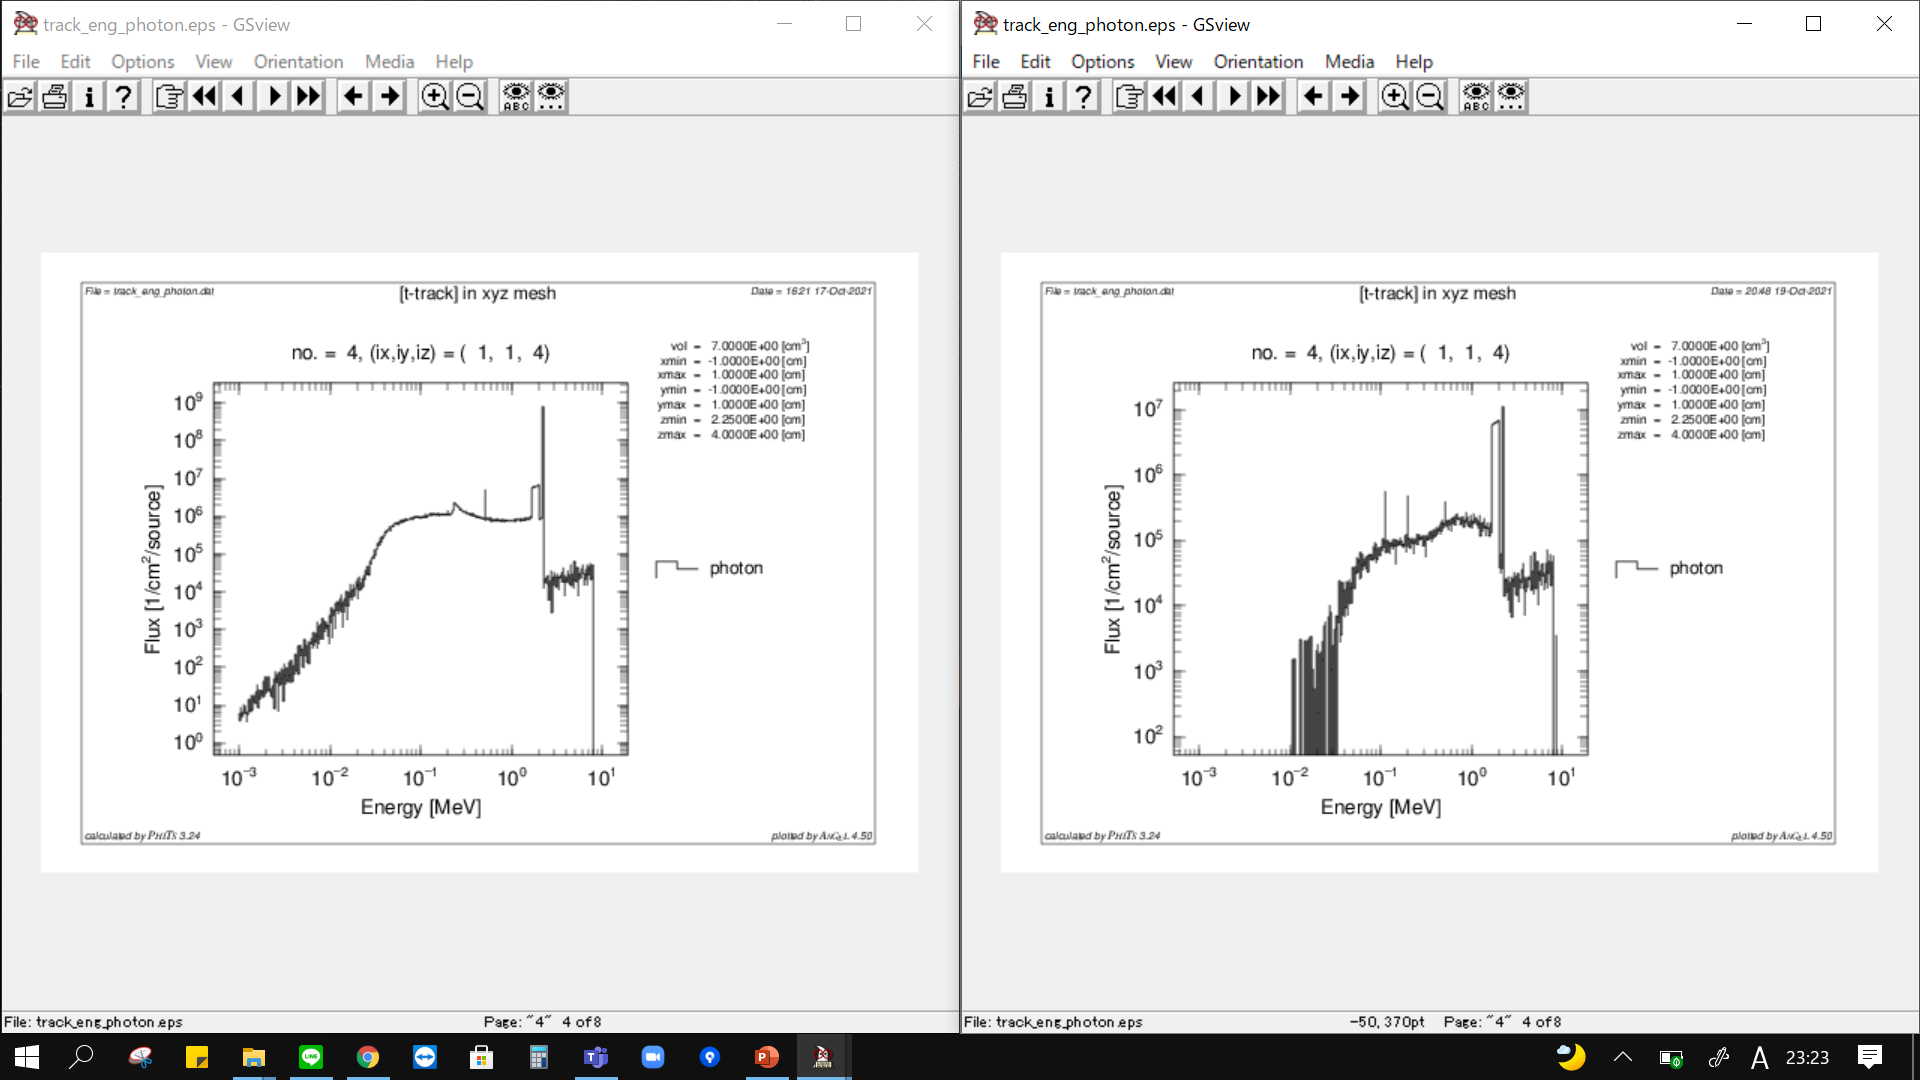 track_eng_photon.eps - GSview
File Edit Options View Orientation Media Help
File = track_eng_photon.dat
[t-track] in xyz mesh
Date = 16:21 17-Oct-2021
no. = 4, (ix,iy,iz) = ( 1, 1, 4)
vol = 7.0000E+00 [cm³]
xmin = -1.0000E+00 [cm]
xmax = 1.0000E+00 [cm]
ymin = -1.0000E+00 [cm]
ymax = 1.0000E+00 [cm]
zmin = 2.2500E+00 [cm]
zmax = 4.0000E+00 [cm]
10⁹
10⁸
10⁷
10⁶
10⁵
10⁴
10³
10²
10¹
10⁰
Flux [1/cm²/source]
photon
10⁻³ 10⁻² 10⁻¹ 10⁰ 10¹
Energy [MeV]
calculated by PHITS 3.24
plotted by ANGEL 4.50
File: track_eng_photon.eps
Page: "4" 4 of 8
track_eng_photon.eps - GSview
File Edit Options View Orientation Media Help
File = track_eng_photon.dat
[t-track] in xyz mesh
Date = 20:48 19-Oct-2021
no. = 4, (ix,iy,iz) = ( 1, 1, 4)
vol = 7.0000E+00 [cm³]
xmin = -1.0000E+00 [cm]
xmax = 1.0000E+00 [cm]
ymin = -1.0000E+00 [cm]
ymax = 1.0000E+00 [cm]
zmin = 2.2500E+00 [cm]
zmax = 4.0000E+00 [cm]
10⁷
10⁶
10⁵
10⁴
10³
10²
Flux [1/cm²/source]
photon
10⁻³ 10⁻² 10⁻¹ 10⁰ 10¹
Energy [MeV]
calculated by PHITS 3.24
plotted by ANGEL 4.50
File: track_eng_photon.eps
-50, 370pt Page: "4" 4 of 8
A 23:23